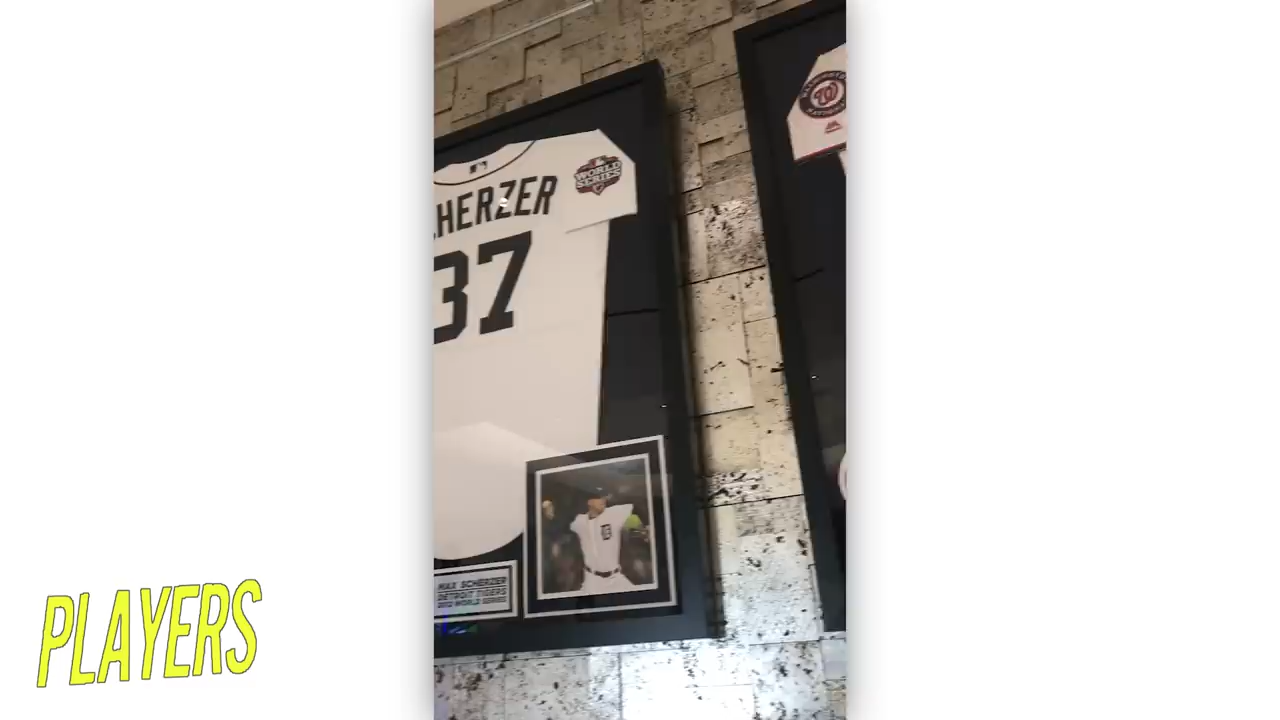 HERZER
37
WORLD
SERIES
W
D
MAX SCHERZER
DETROIT TIGERS
2012 WORLD SERIES
PLAYERS